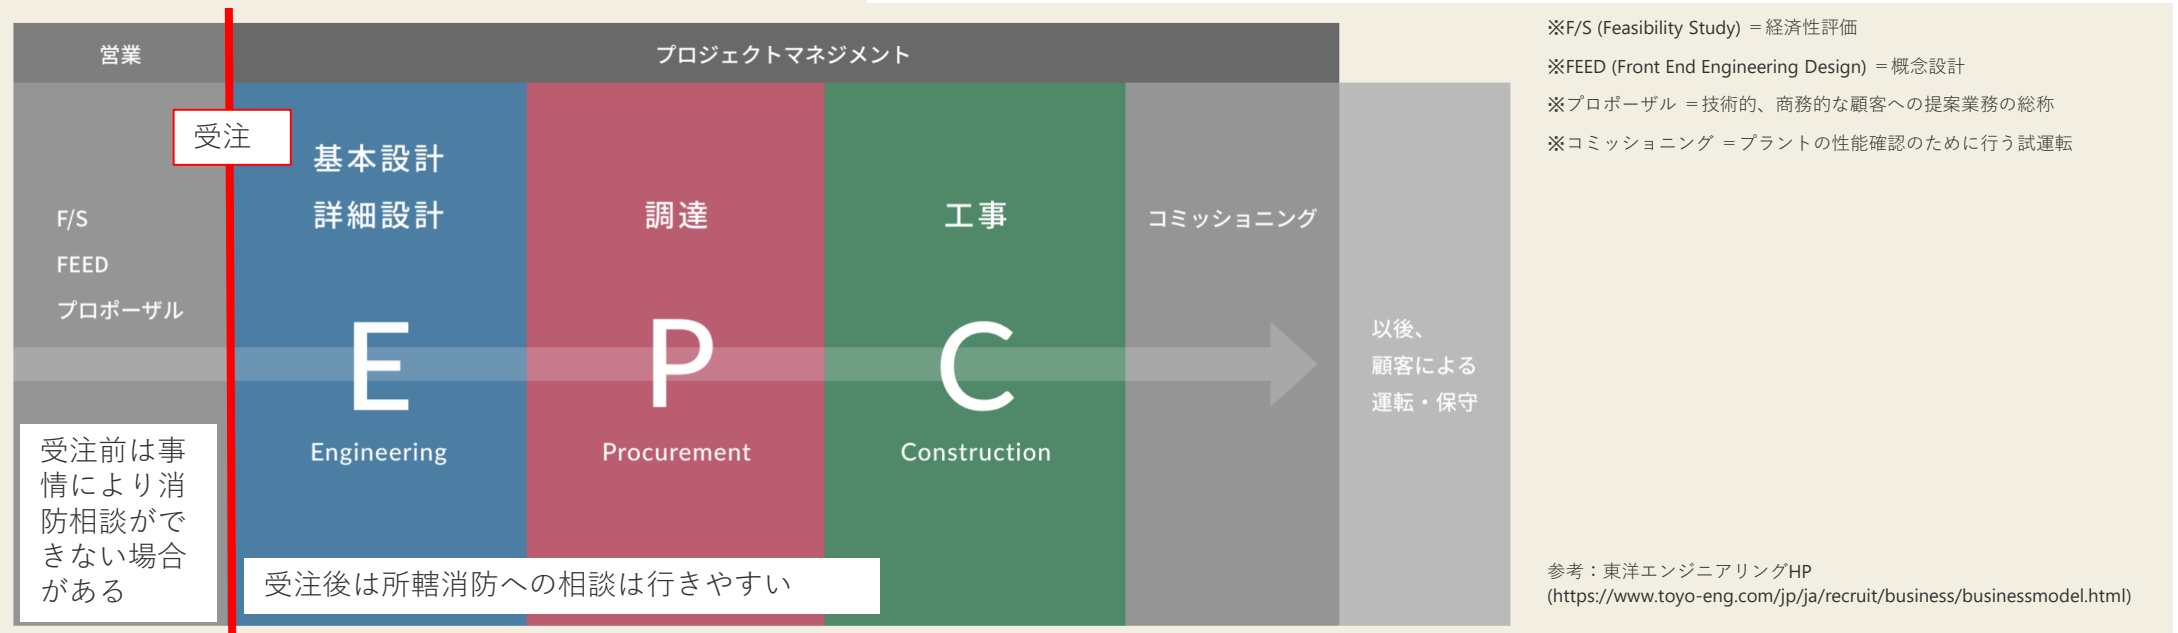 営業
プロジェクトマネジメント
受注
F/S
FEED
プロポーザル
基本設計
詳細設計
調達
工事
コミッショニング
E
P
C
Engineering
Procurement
Construction
以後、
顧客による
運転・保守
受注前は事
情により消
防相談がで
きない場合
がある
受注後は所轄消防への相談は行きやすい
※F/S (Feasibility Study) ＝経済性評価
※FEED (Front End Engineering Design) ＝概念設計
※プロポーザル ＝技術的、商務的な顧客への提案業務の総称
※コミッショニング ＝プラントの性能確認のために行う試運転
参考：東洋エンジニアリングHP
(https://www.toyo-eng.com/jp/ja/recruit/business/businessmodel.html)